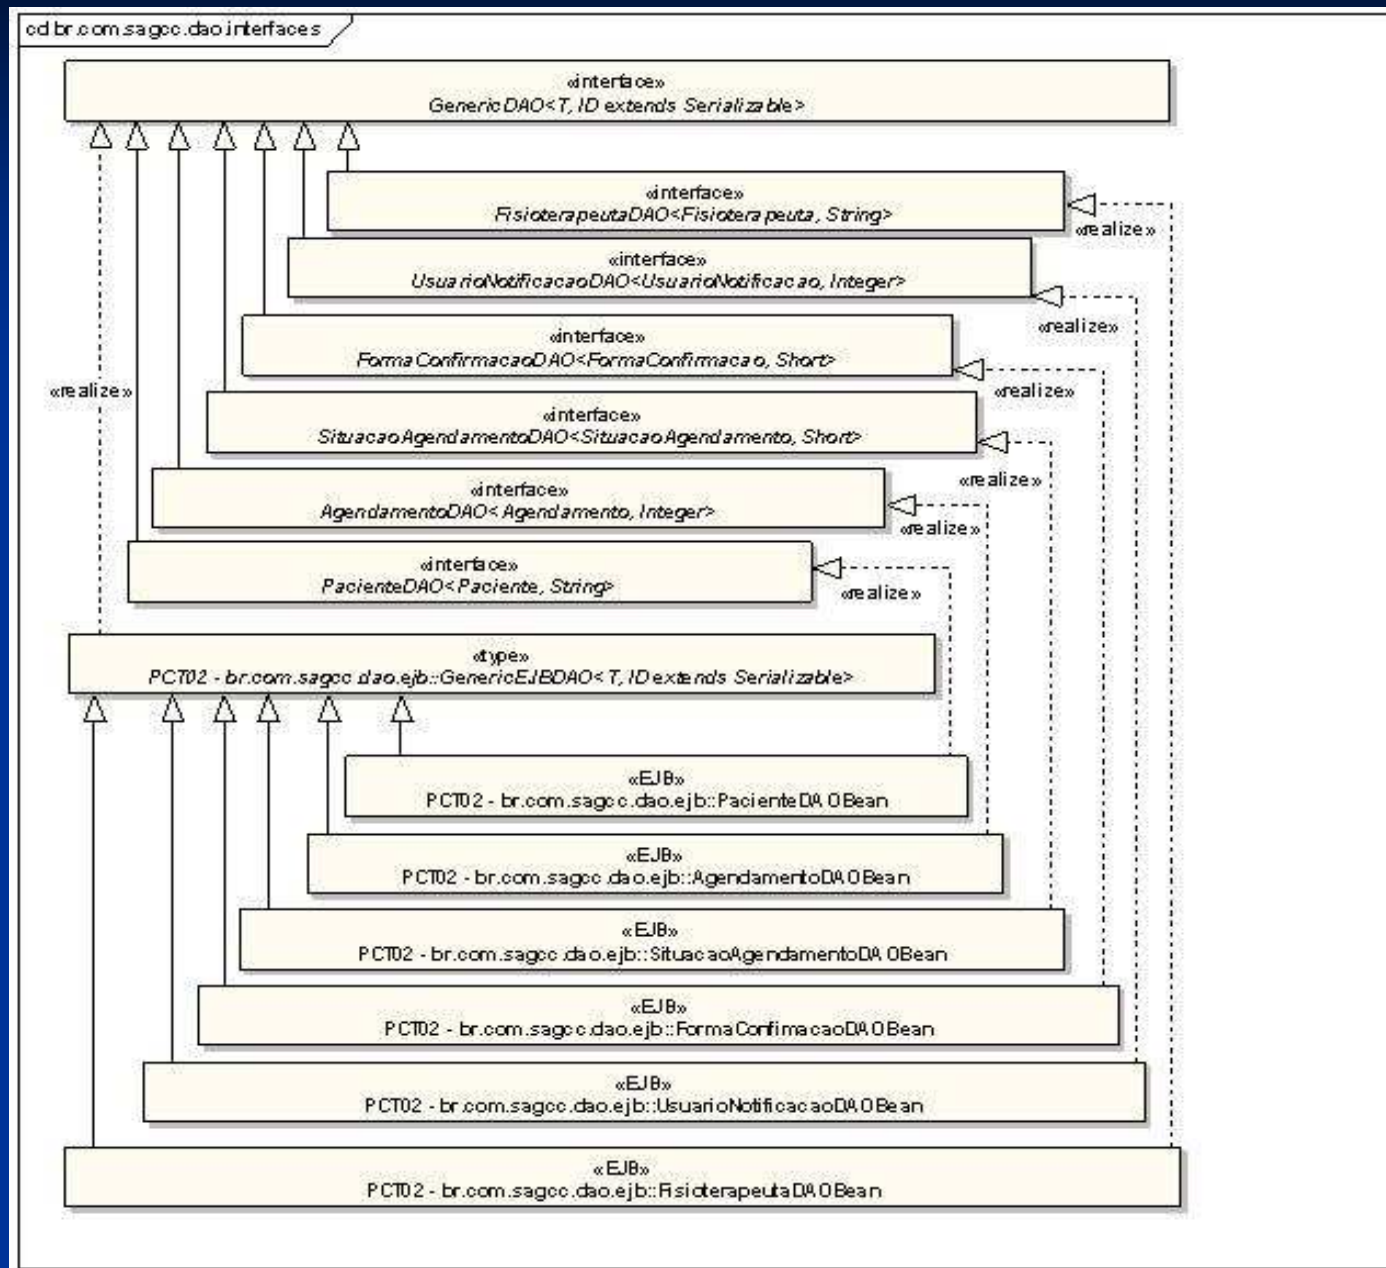 cd br.com.sagcc.dao.interfaces
«interface»
GenericDAO<T, ID extends Serializable>
«interface»
FisioterapeutaDAO<Fisioterapeuta, String>
«realize»
«interface»
UsuarioNotificacaoDAO<UsuarioNotificacao, Integer>
«realize»
«interface»
FormaConfirmacaoDAO<FormaConfirmacao, Short>
«realize»
«realize»
«interface»
SituacaoAgendamentoDAO<SituacaoAgendamento, Short>
«realize»
«interface»
AgendamentoDAO<Agendamento, Integer>
«realize»
«interface»
PacienteDAO<Paciente, String>
«realize»
«type»
PCT02 - br.com.sagcc.dao.ejb::GenericEJBDAO<T, ID extends Serializable>
«EJB»
PCT02 - br.com.sagcc.dao.ejb::PacienteDAOBean
«EJB»
PCT02 - br.com.sagcc.dao.ejb::AgendamentoDAOBean
«EJB»
PCT02 - br.com.sagcc.dao.ejb::SituacaoAgendamentoDAOBean
«EJB»
PCT02 - br.com.sagcc.dao.ejb::FormaConfimacaoDAOBean
«EJB»
PCT02 - br.com.sagcc.dao.ejb::UsuarioNotificacaoDAOBean
«EJB»
PCT02 - br.com.sagcc.dao.ejb::FisioterapeutaDAOBean